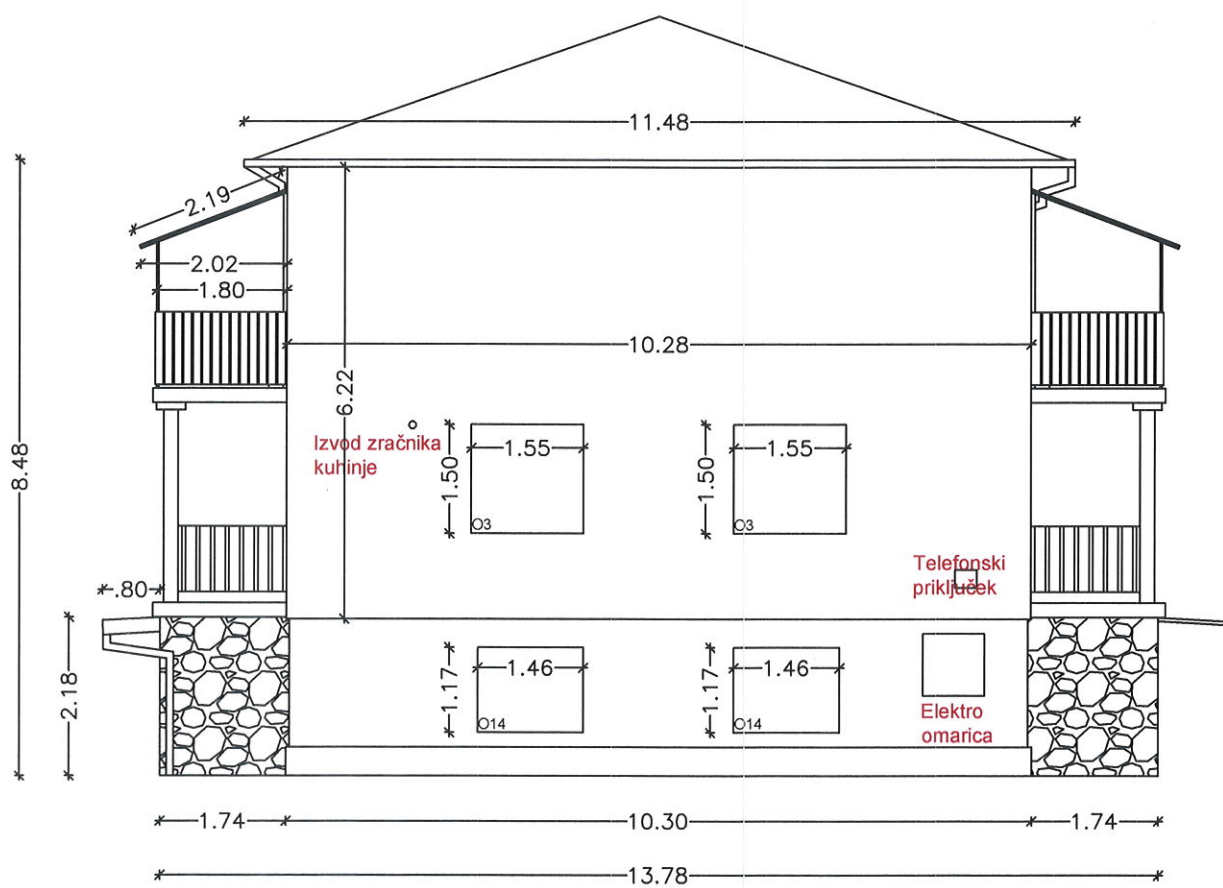 11.48
2.19
2.02
1.80
8.48
10.28
6.22
Izvod zračnika
kuhinje
1.50
1.55
O3
1.50
1.55
O3
Telefonski
priključek
.80
2.18
1.17
1.46
O14
1.17
1.46
O14
Elektro
omarica
1.74
10.30
1.74
13.78